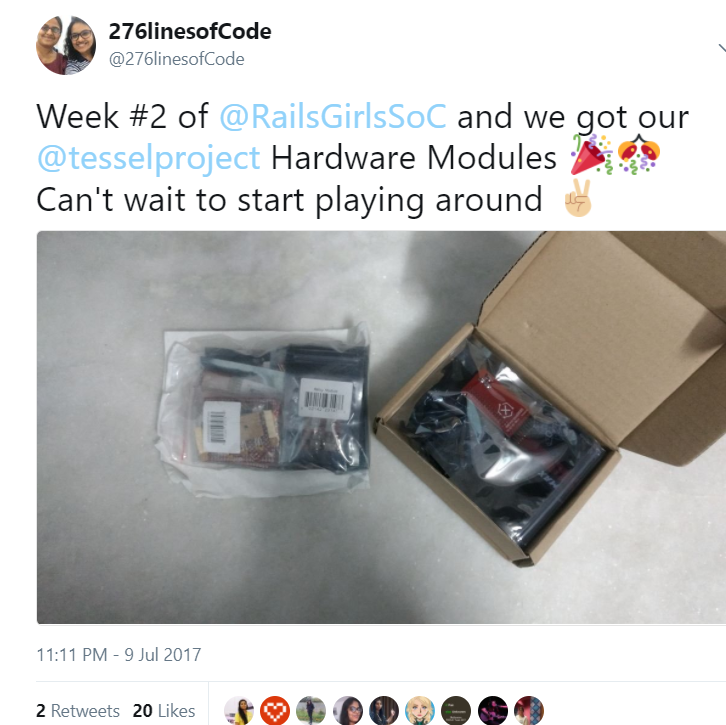 276linesofCode
@276linesofCode
Week #2 of @RailsGirlsSoC and we got our
@tesselproject Hardware Modules 🎉🎊
Can't wait to start playing around ✌🏼
11:11 PM - 9 Jul 2017
2 Retweets 20 Likes